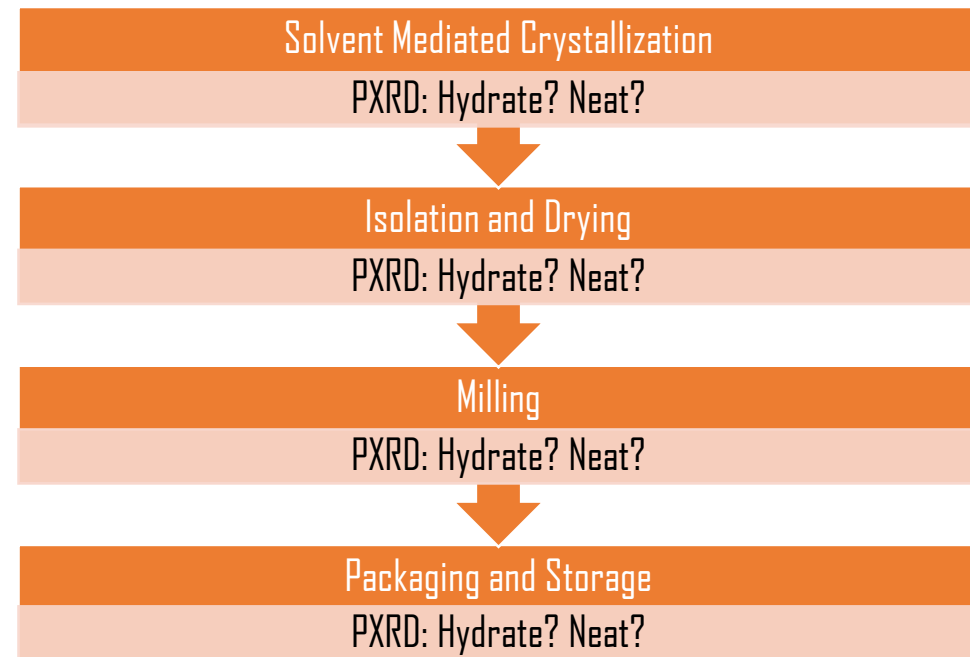 Solvent Mediated Crystallization
PXRD: Hydrate? Neat?
Isolation and Drying
PXRD: Hydrate? Neat?
Milling
PXRD: Hydrate? Neat?
Packaging and Storage
PXRD: Hydrate? Neat?